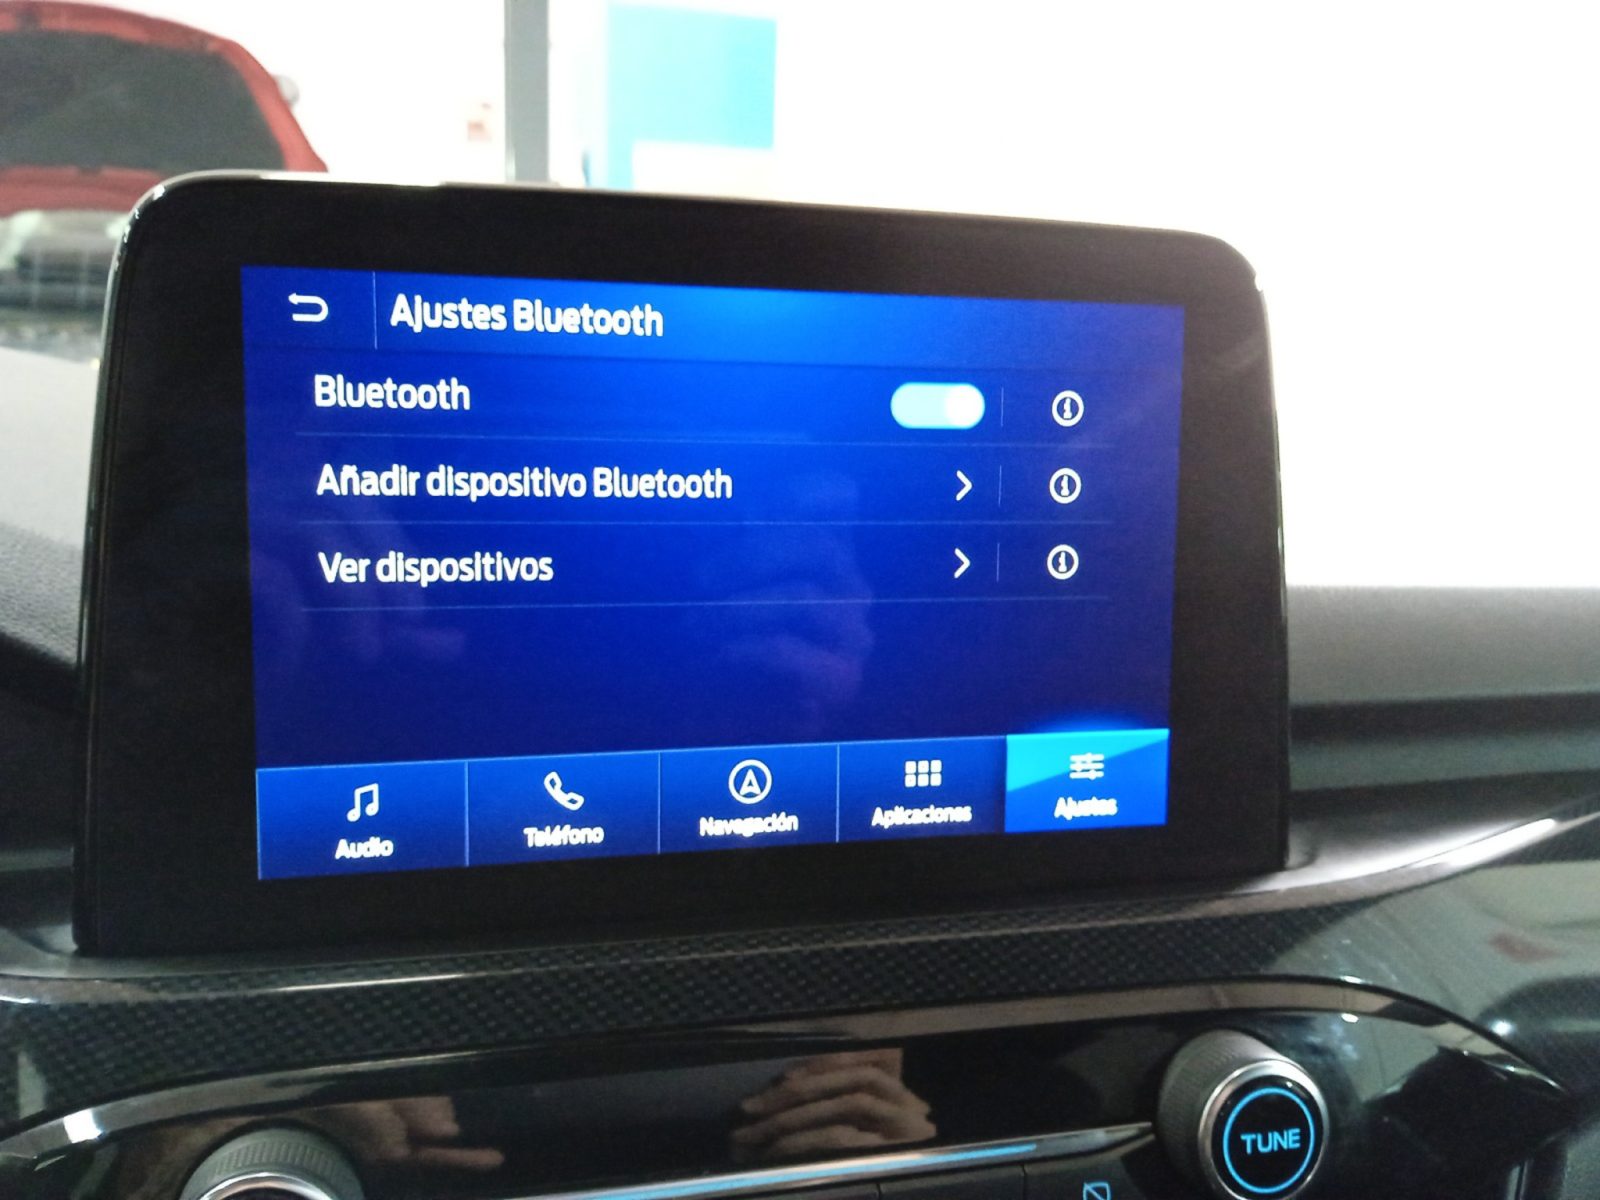 Ajustes Bluetooth
Bluetooth
Añadir dispositivo Bluetooth
Ver dispositivos
Audio
Teléfono
Navegación
Aplicaciones
Ajustes
TUNE